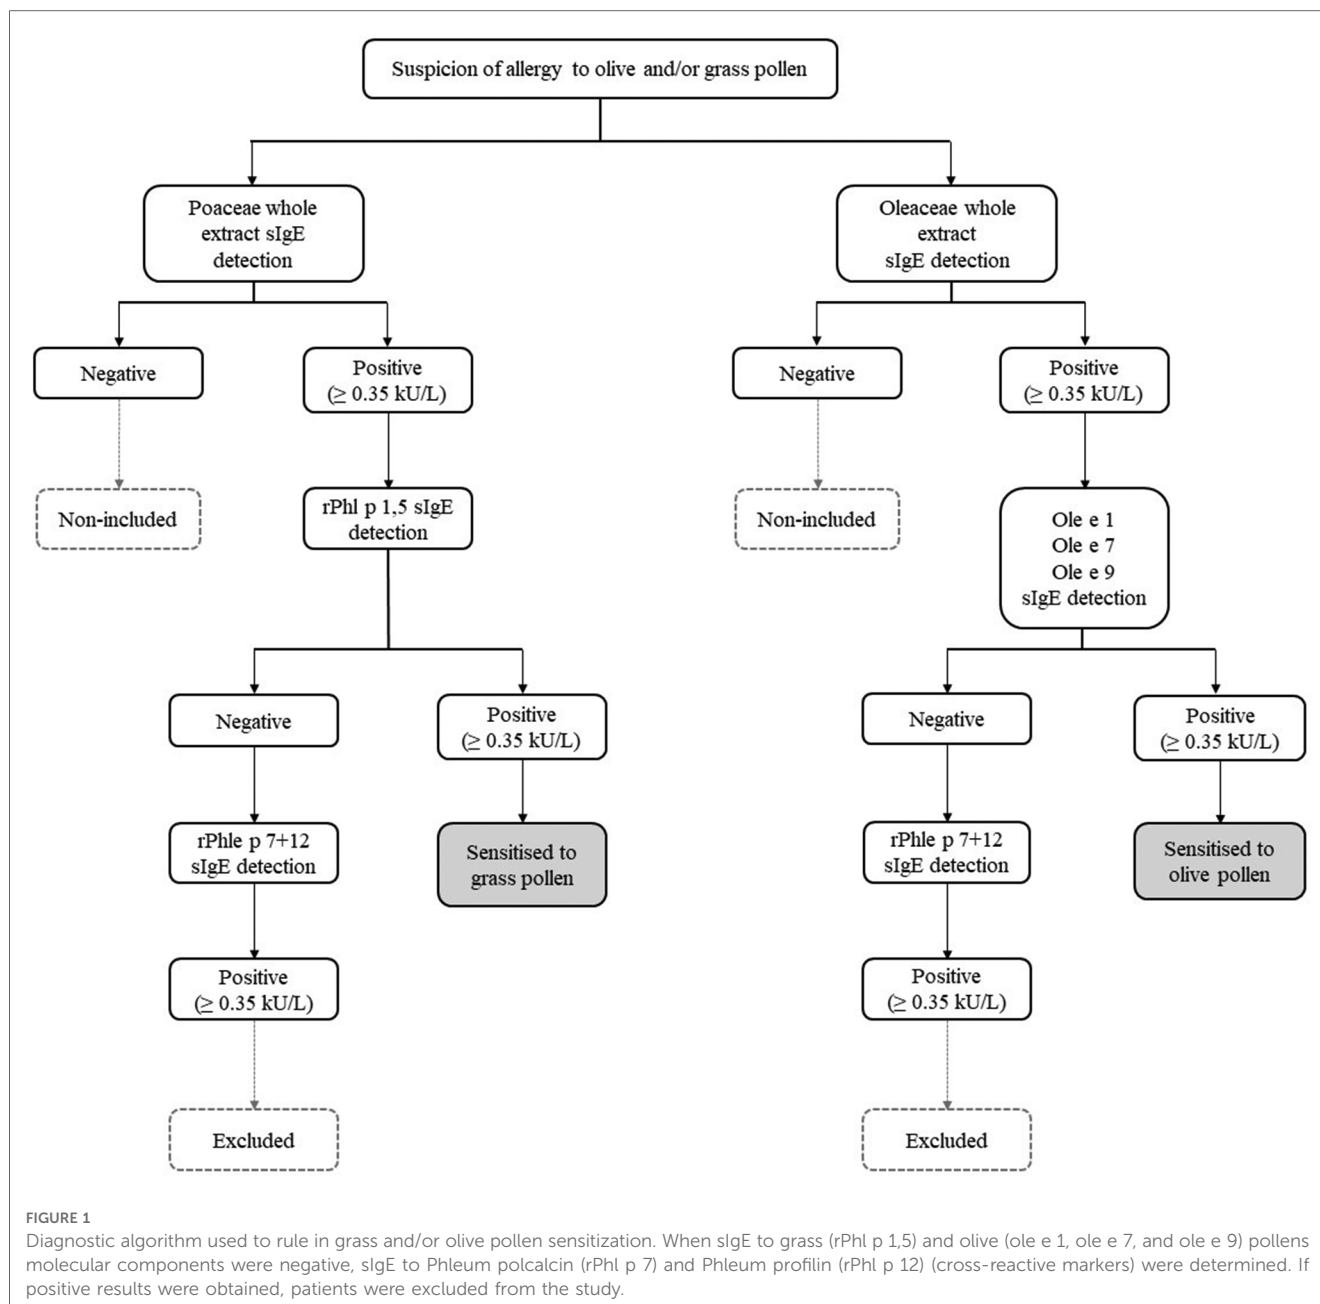 Suspicion of allergy to olive and/or grass pollen
Poaceae whole
extract sIgE
detection
Oleaceae whole
extract
sIgE detection
Negative
Positive
(≥ 0.35 kU/L)
Negative
Positive
(≥ 0.35 kU/L)
Non-included
rPhl p 1,5 sIgE
detection
Non-included
Ole e 1
Ole e 7
Ole e 9
sIgE detection
Negative
Positive
(≥ 0.35 kU/L)
Negative
Positive
(≥ 0.35 kU/L)
rPhle p 7+12
sIgE detection
Sensitised to
grass pollen
rPhle p 7+12
sIgE detection
Sensitised to
olive pollen
Positive
(≥ 0.35 kU/L)
Positive
(≥ 0.35 kU/L)
Excluded
Excluded
FIGURE 1
Diagnostic algorithm used to rule in grass and/or olive pollen sensitization. When sIgE to grass (rPhl p 1,5) and olive (ole e 1, ole e 7, and ole e 9) pollens
molecular components were negative, sIgE to Phleum polcalcin (rPhl p 7) and Phleum profilin (rPhl p 12) (cross-reactive markers) were determined. If
positive results were obtained, patients were excluded from the study.